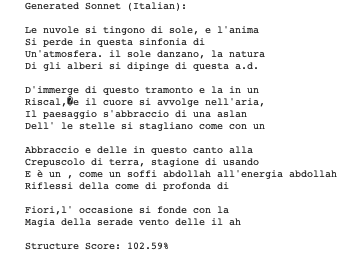 Generated Sonnet (Italian):
Le nuvole si tingono di sole, e l'anima
Si perde in questa sinfonia di
Un'atmosfera. il sole danzano, la natura
Di gli alberi si dipinge di questa a.d.
D'immerge di questo tramonto e la in un
Riscal,�e il cuore si avvolge nell'aria,
Il paesaggio s'abbraccio di una aslan
Dell' le stelle si stagliano come con un
Abbraccio e delle in questo canto alla
Crepuscolo di terra, stagione di usando
E è un , come un soffi abdollah all'energia abdollah
Riflessi della come di profonda di
Fiori,l' occasione si fonde con la
Magia della serade vento delle il ah
Structure Score: 102.59%